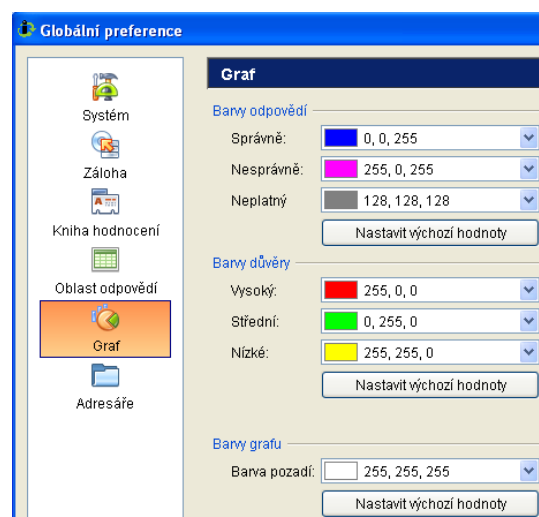 Globální preference
Systém
Záloha
Kniha hodnocení
Oblast odpovědí
Graf
Adresáře
Graf
Barvy odpovědí
Správně: 0, 0, 255
Nesprávně: 255, 0, 255
Neplatný 128, 128, 128
Nastavit výchozí hodnoty
Barvy důvěry
Vysoký: 255, 0, 0
Střední: 0, 255, 0
Nízké: 255, 255, 0
Nastavit výchozí hodnoty
Barvy grafu
Barva pozadí: 255, 255, 255
Nastavit výchozí hodnoty